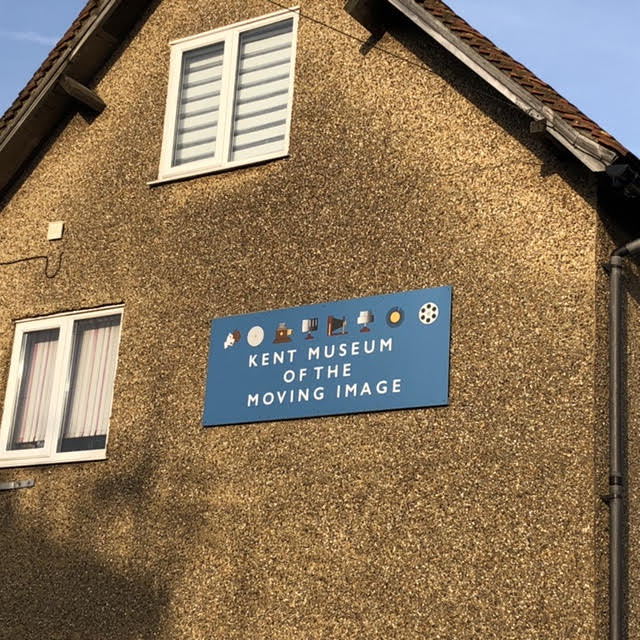 KENT MUSEUM
OF THE
MOVING IMAGE